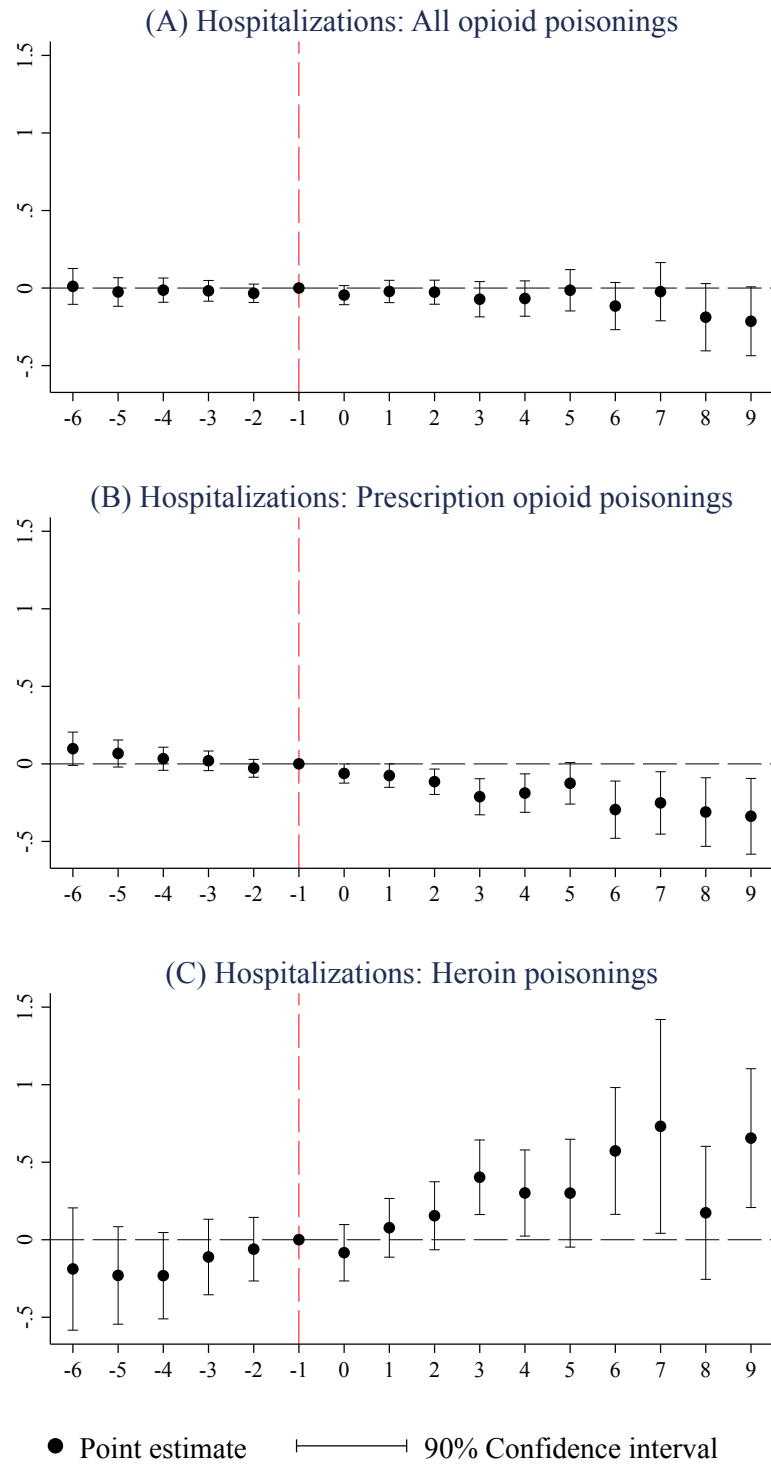 (A) Hospitalizations: All opioid poisonings
1.5
1
.5
0
-.5
-6 -5 -4 -3 -2 -1 0 1 2 3 4 5 6 7 8 9
(B) Hospitalizations: Prescription opioid poisonings
1.5
1
.5
0
-.5
-6 -5 -4 -3 -2 -1 0 1 2 3 4 5 6 7 8 9
(C) Hospitalizations: Heroin poisonings
1.5
1
.5
0
-.5
-6 -5 -4 -3 -2 -1 0 1 2 3 4 5 6 7 8 9
Point estimate 90% Confidence interval